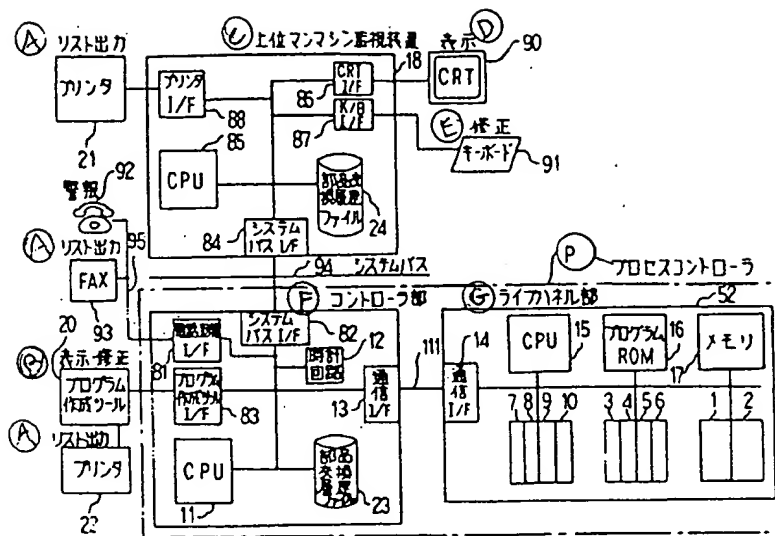 A リスト出力
プリンタ
21
警報
92
A リスト出力
FAX
93
95
20
B 表示・修正
プログラム
作成ツール
A リスト出力
プリンタ
22
C 上位マンマシン監視装置
18
プリンタ
I/F
88
85
CPU
CRT
I/F
86
K/B
I/F
87
部品交
換履歴
ファイル
24
84
システム
バス I/F
D 表示
90
CRT
E 修正
キーボード
91
94 システムバス
P プロセスコントローラ
F コントローラ部
システム
バス I/F
82
I/F
81
時計
回路
12
プログラム
作成ツール
I/F
83
通信
I/F
13
111
CPU
11
部品
交換
履歴
ファイル
23
G ライフパネル部
52
14
通信
I/F
CPU
15
プログラム
ROM
16
メモリ
17
7 8 9 10
3 4 5 6
1 2